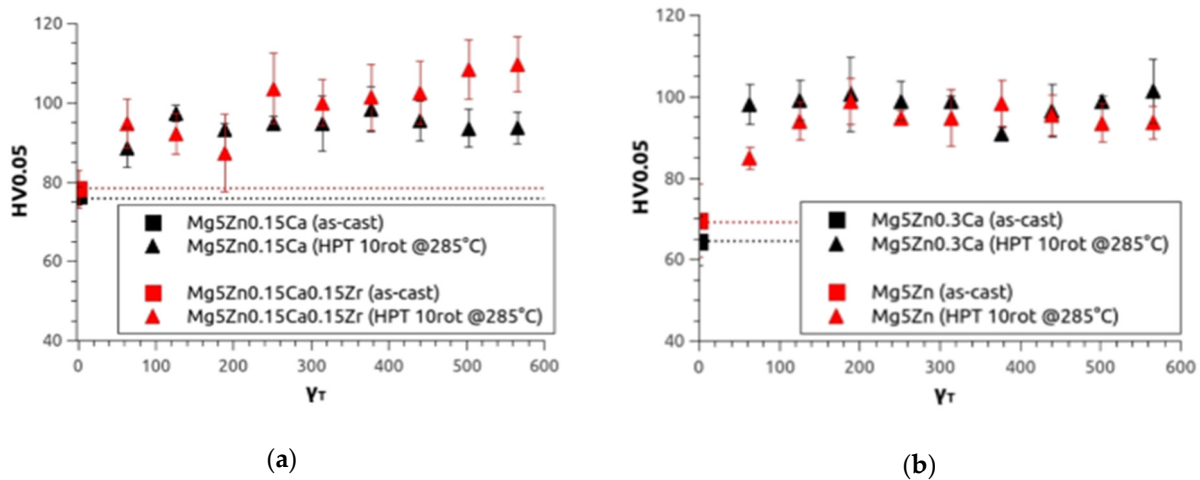 120
100
80
60
40
HV0.05
Mg5Zn0.15Ca (as-cast)
Mg5Zn0.15Ca (HPT 10rot @285°C)
Mg5Zn0.15Ca0.15Zr (as-cast)
Mg5Zn0.15Ca0.15Zr (HPT 10rot @285°C)
0 100 200 300 400 500 600
γT
(a)
120
100
80
60
40
HV0.05
Mg5Zn0.3Ca (as-cast)
Mg5Zn0.3Ca (HPT 10rot @285°C)
Mg5Zn (as-cast)
Mg5Zn (HPT 10rot @285°C)
0 100 200 300 400 500 600
γT
(b)